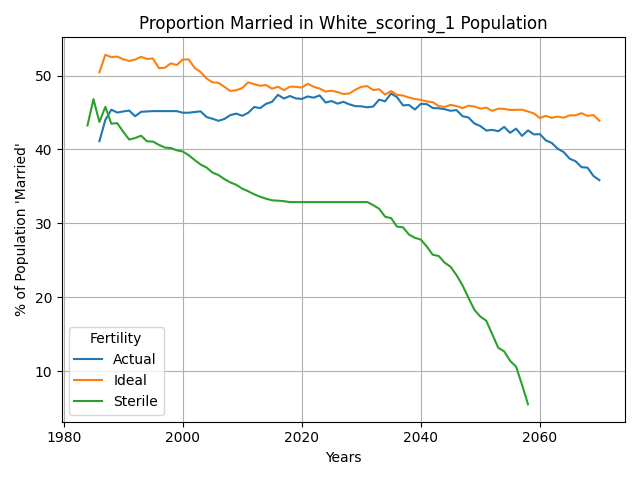 Proportion Married in White_scoring_1 Population
% of Population 'Married'
50
40
30
20
10
Fertility
Actual
Ideal
Sterile
1980 2000 2020 2040 2060
Years